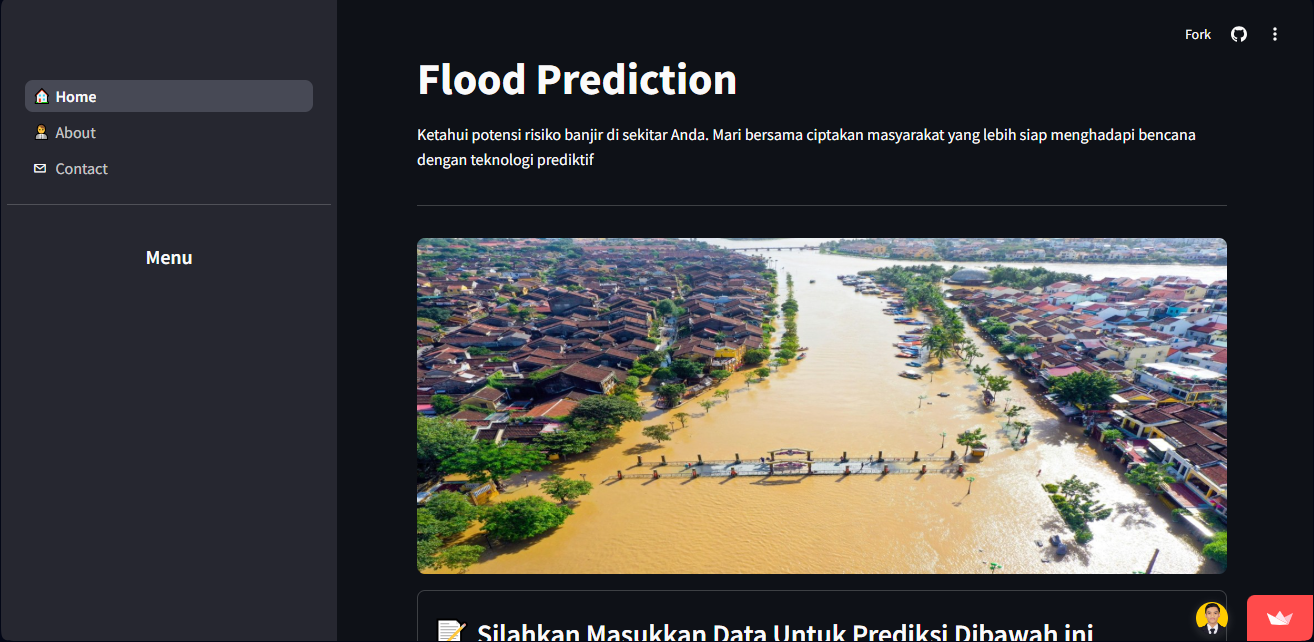 Fork
Home
About
Contact
Menu
Flood Prediction
Ketahui potensi risiko banjir di sekitar Anda. Mari bersama ciptakan masyarakat yang lebih siap menghadapi bencana
dengan teknologi prediktif
Silahkan Masukkan Data Untuk Prediksi Dibawah ini